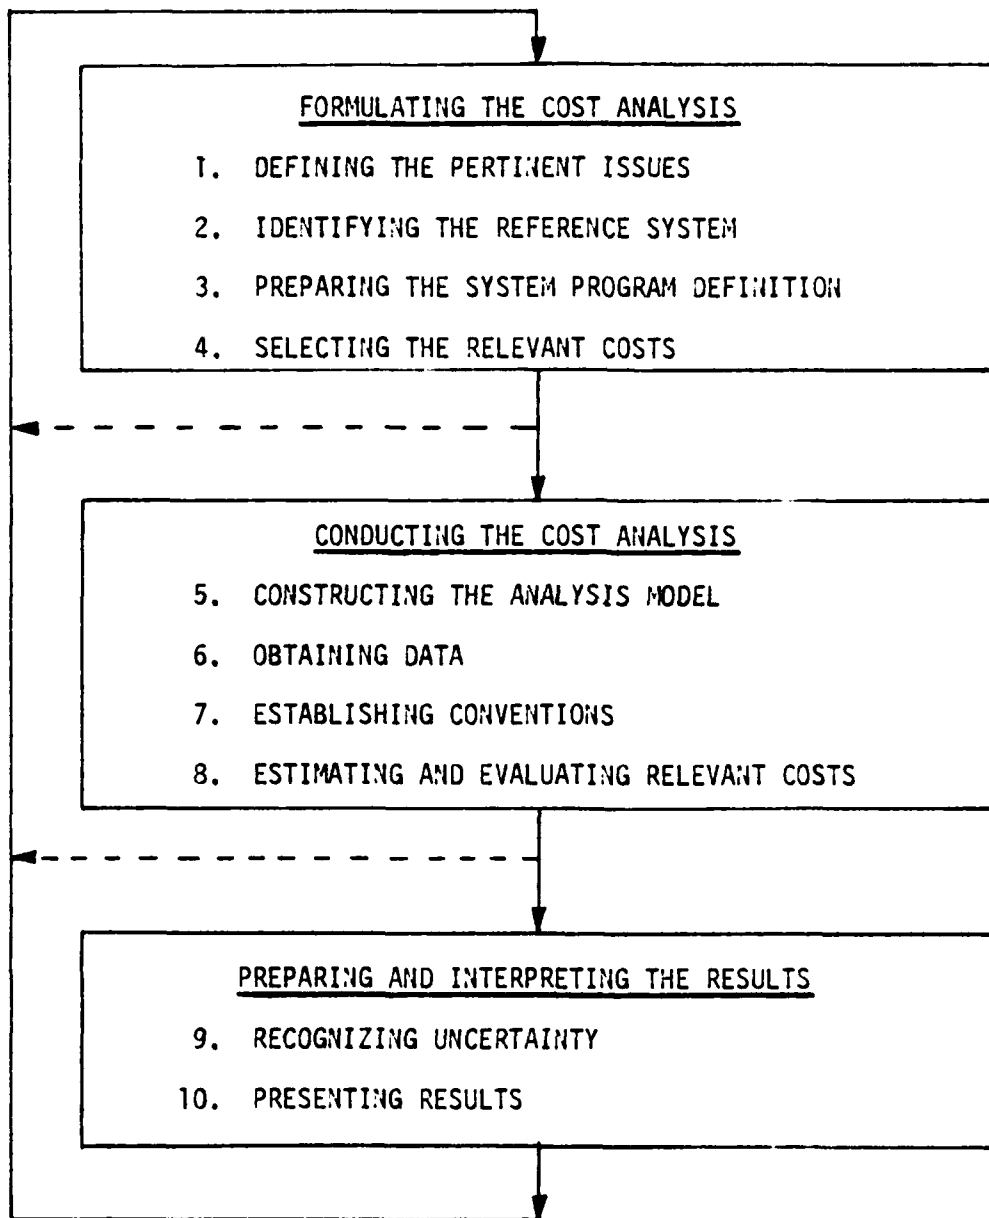 FORMULATING THE COST ANALYSIS
1. DEFINING THE PERTINENT ISSUES
2. IDENTIFYING THE REFERENCE SYSTEM
3. PREPARING THE SYSTEM PROGRAM DEFINITION
4. SELECTING THE RELEVANT COSTS
CONDUCTING THE COST ANALYSIS
5. CONSTRUCTING THE ANALYSIS MODEL
6. OBTAINING DATA
7. ESTABLISHING CONVENTIONS
8. ESTIMATING AND EVALUATING RELEVANT COSTS
PREPARING AND INTERPRETING THE RESULTS
9. RECOGNIZING UNCERTAINTY
10. PRESENTING RESULTS